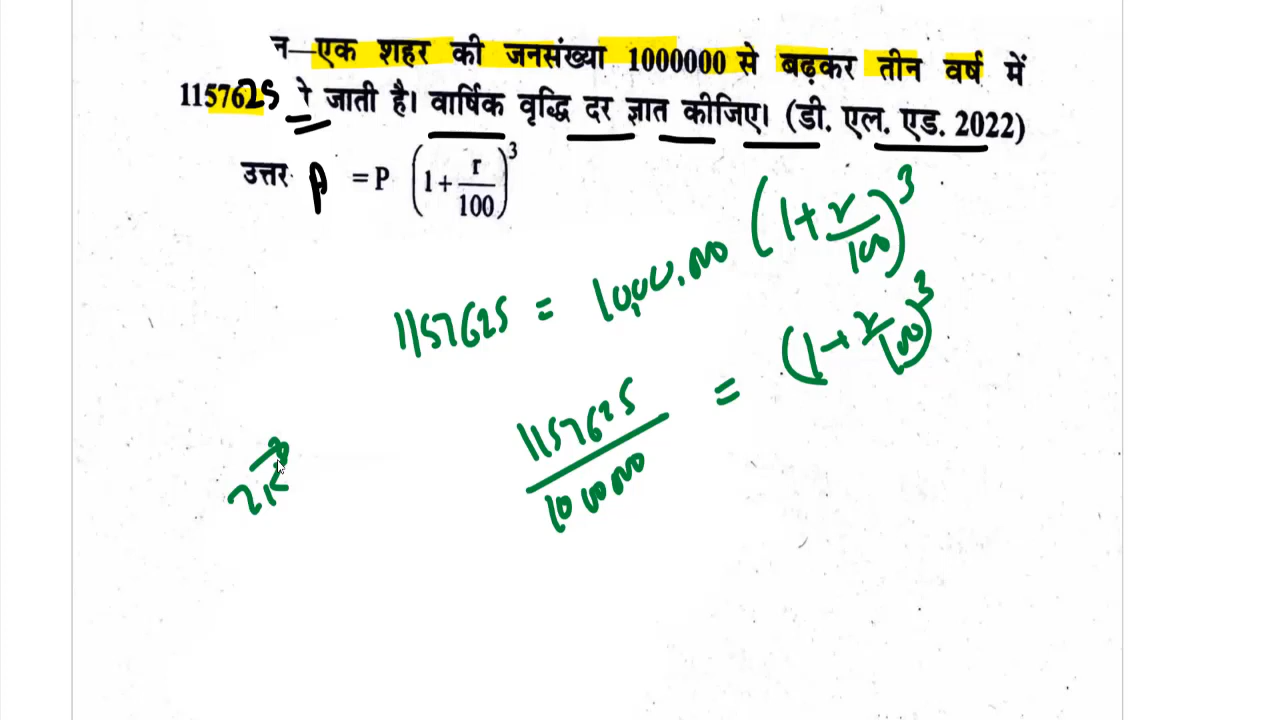 न—एक शहर की जनसंख्या 1000000 से बढ़कर तीन वर्ष में
1157625 जाती है। वार्षिक वृद्धि दर ज्ञात कीजिए। (डी. एल. एड. 2022)
उत्तर P = P (1 + r/100)³
1157625 = 1000000 (1 + r/100)³
1157625/1000000 = (1 + r/100)³